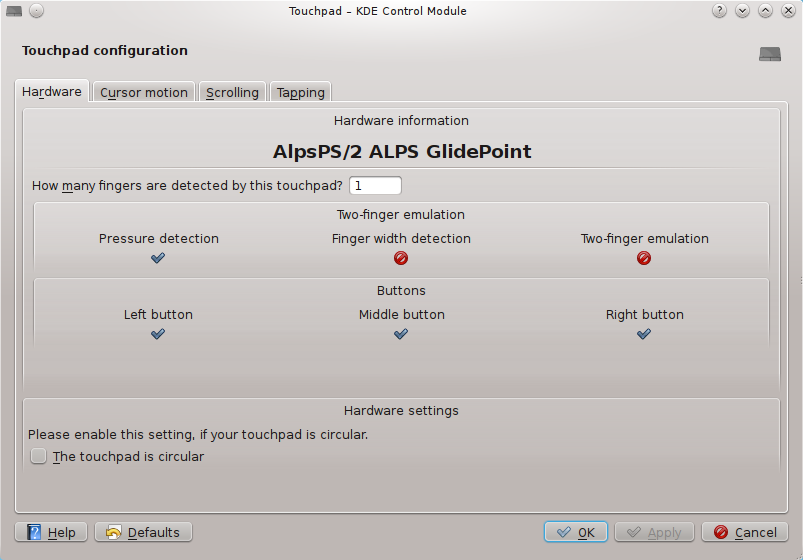 Touchpad – KDE Control Module
Touchpad configuration
Hardware Cursor motion Scrolling Tapping
Hardware information
AlpsPS/2 ALPS GlidePoint
How many fingers are detected by this touchpad? 1
Two-finger emulation
Pressure detection Finger width detection Two-finger emulation
Buttons
Left button Middle button Right button
Hardware settings
Please enable this setting, if your touchpad is circular.
The touchpad is circular
Help Defaults OK Apply Cancel